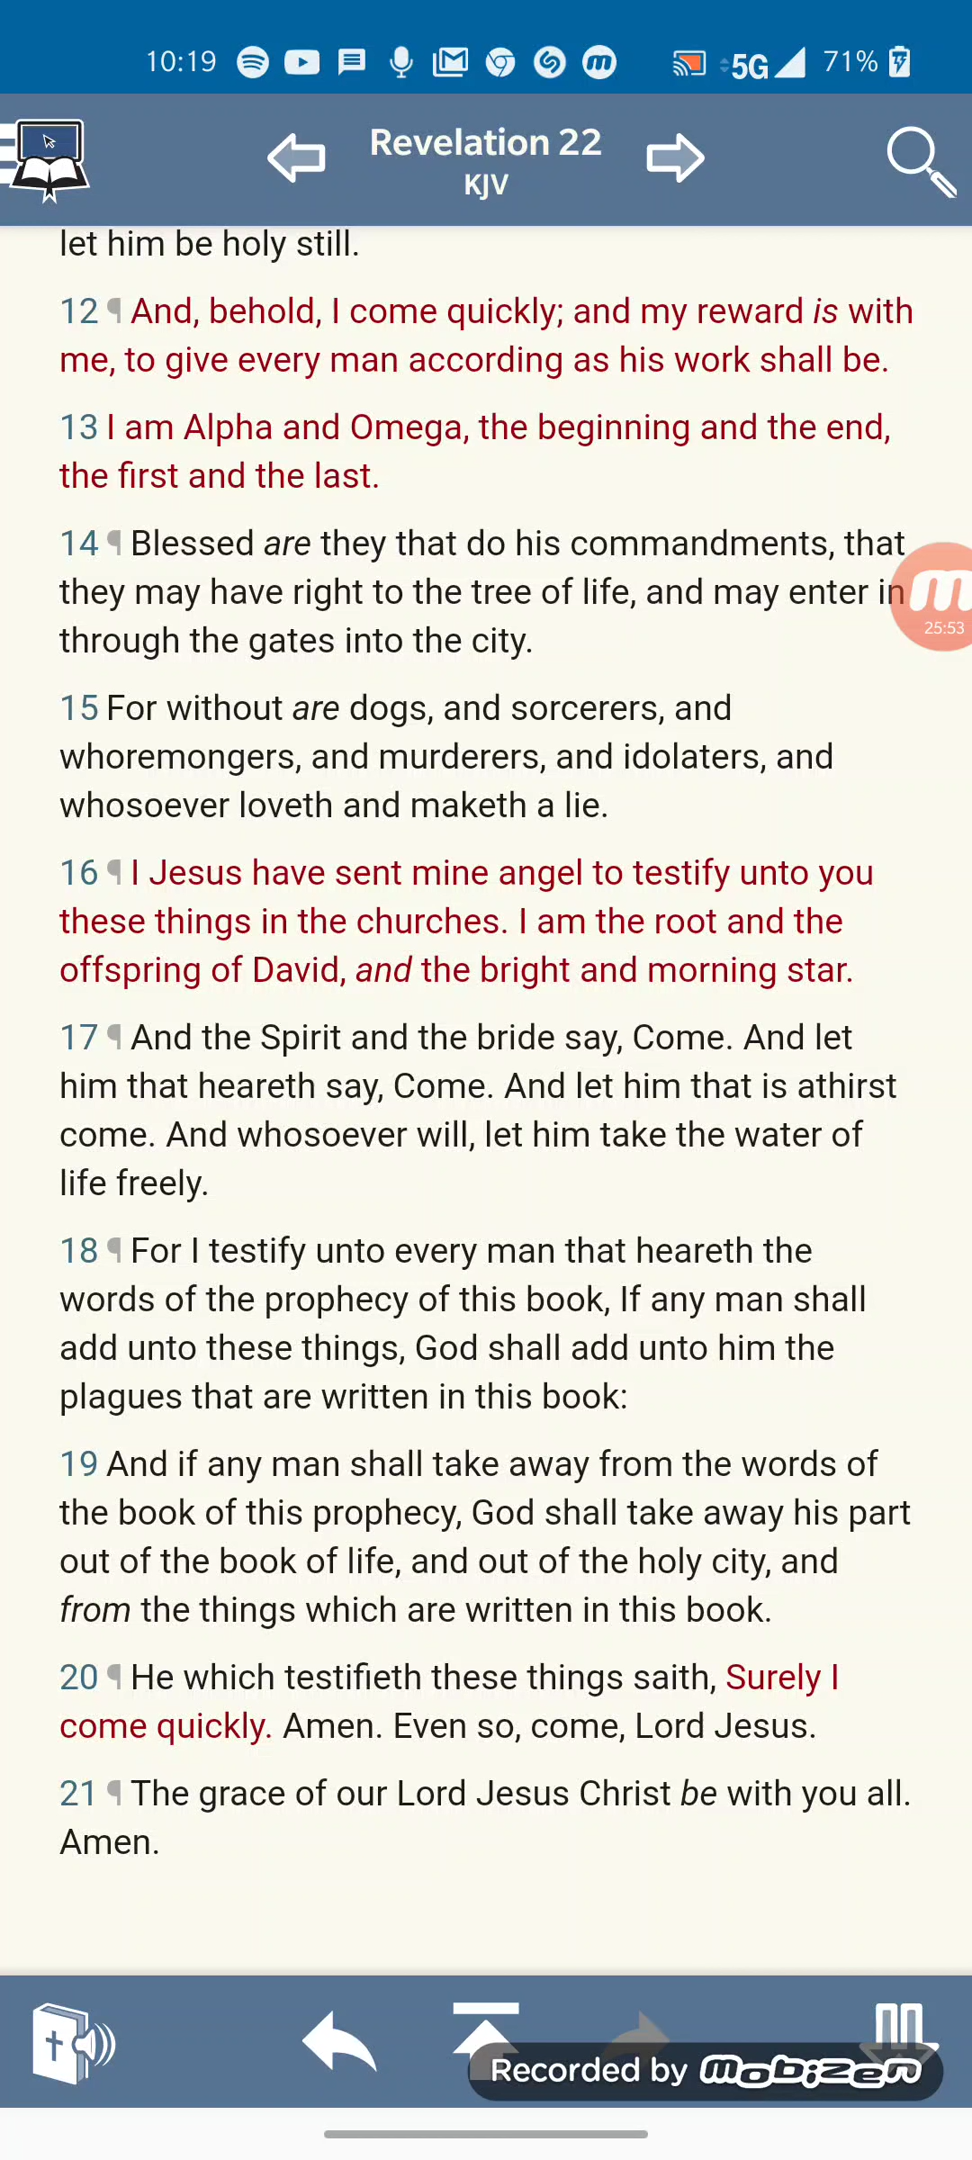 10:19 5G 71%
Revelation 22
KJV
let him be holy still.
12 ¶ And, behold, I come quickly; and my reward is with
me, to give every man according as his work shall be.
13 I am Alpha and Omega, the beginning and the end,
the first and the last.
14 ¶ Blessed are they that do his commandments, that
they may have right to the tree of life, and may enter in
through the gates into the city.
25:53
15 For without are dogs, and sorcerers, and
whoremongers, and murderers, and idolaters, and
whosoever loveth and maketh a lie.
16 ¶ I Jesus have sent mine angel to testify unto you
these things in the churches. I am the root and the
offspring of David, and the bright and morning star.
17 ¶ And the Spirit and the bride say, Come. And let
him that heareth say, Come. And let him that is athirst
come. And whosoever will, let him take the water of
life freely.
18 ¶ For I testify unto every man that heareth the
words of the prophecy of this book, If any man shall
add unto these things, God shall add unto him the
plagues that are written in this book:
19 And if any man shall take away from the words of
the book of this prophecy, God shall take away his part
out of the book of life, and out of the holy city, and
from the things which are written in this book.
20 ¶ He which testifieth these things saith, Surely I
come quickly. Amen. Even so, come, Lord Jesus.
21 ¶ The grace of our Lord Jesus Christ be with you all.
Amen.
Recorded by mobizen